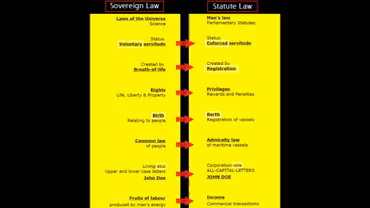 Sovereign Law
Statute Law
Laws of the Universe
Science
Man's law
Parliamentary Statutes.
Status:
Voluntary servitude
Status:
Enforced servitude
Created by:
Breath-of-life
Created by
Registration
Rights
Life, Liberty & Property
Privileges
Rewards and Penalties
Birth
Relating to people
Berth
Registration of vessels
Common law
of people
Admiralty law
of maritime vessels
Living-soul
Upper and lower case letters
John Doe
Corporation sole
ALL-CAPITAL-LETTERS
JOHN DOE
Fruits of labour
produced by man's energy
Income
Commercial transactions